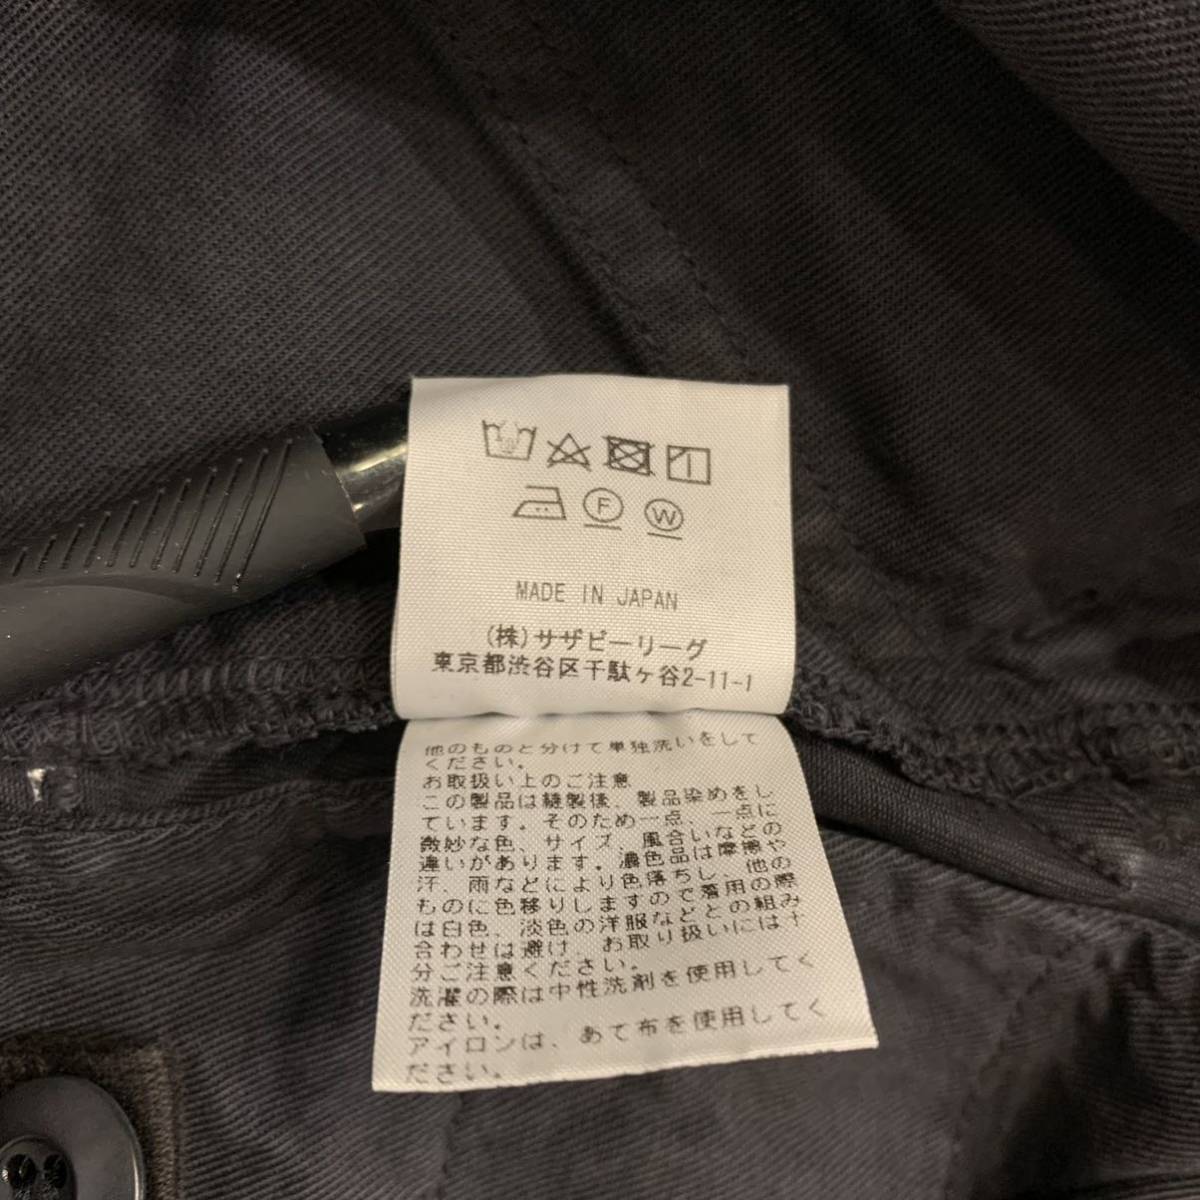 F
W
MADE IN JAPAN
(株)サザビーリーグ
東京都渋谷区千駄ヶ谷2-11-1
他のものと分けて単独洗いをして
ください。
お取扱い上のご注意
この製品は縫製後、製品染めをし
ています。そのため一点、一点に
微妙な色、サイズ、風合いなどの
違いがあります。濃色品は摩擦や
汗、雨などにより色落ちし、他の
ものに色移りしますので着用の際
は白色、淡色の洋服などとの組み
合わせは避け、お取り扱いには十
分ご注意ください。
洗濯の際は中性洗剤を使用してく
ださい。
アイロンは、あて布を使用してく
ださい。